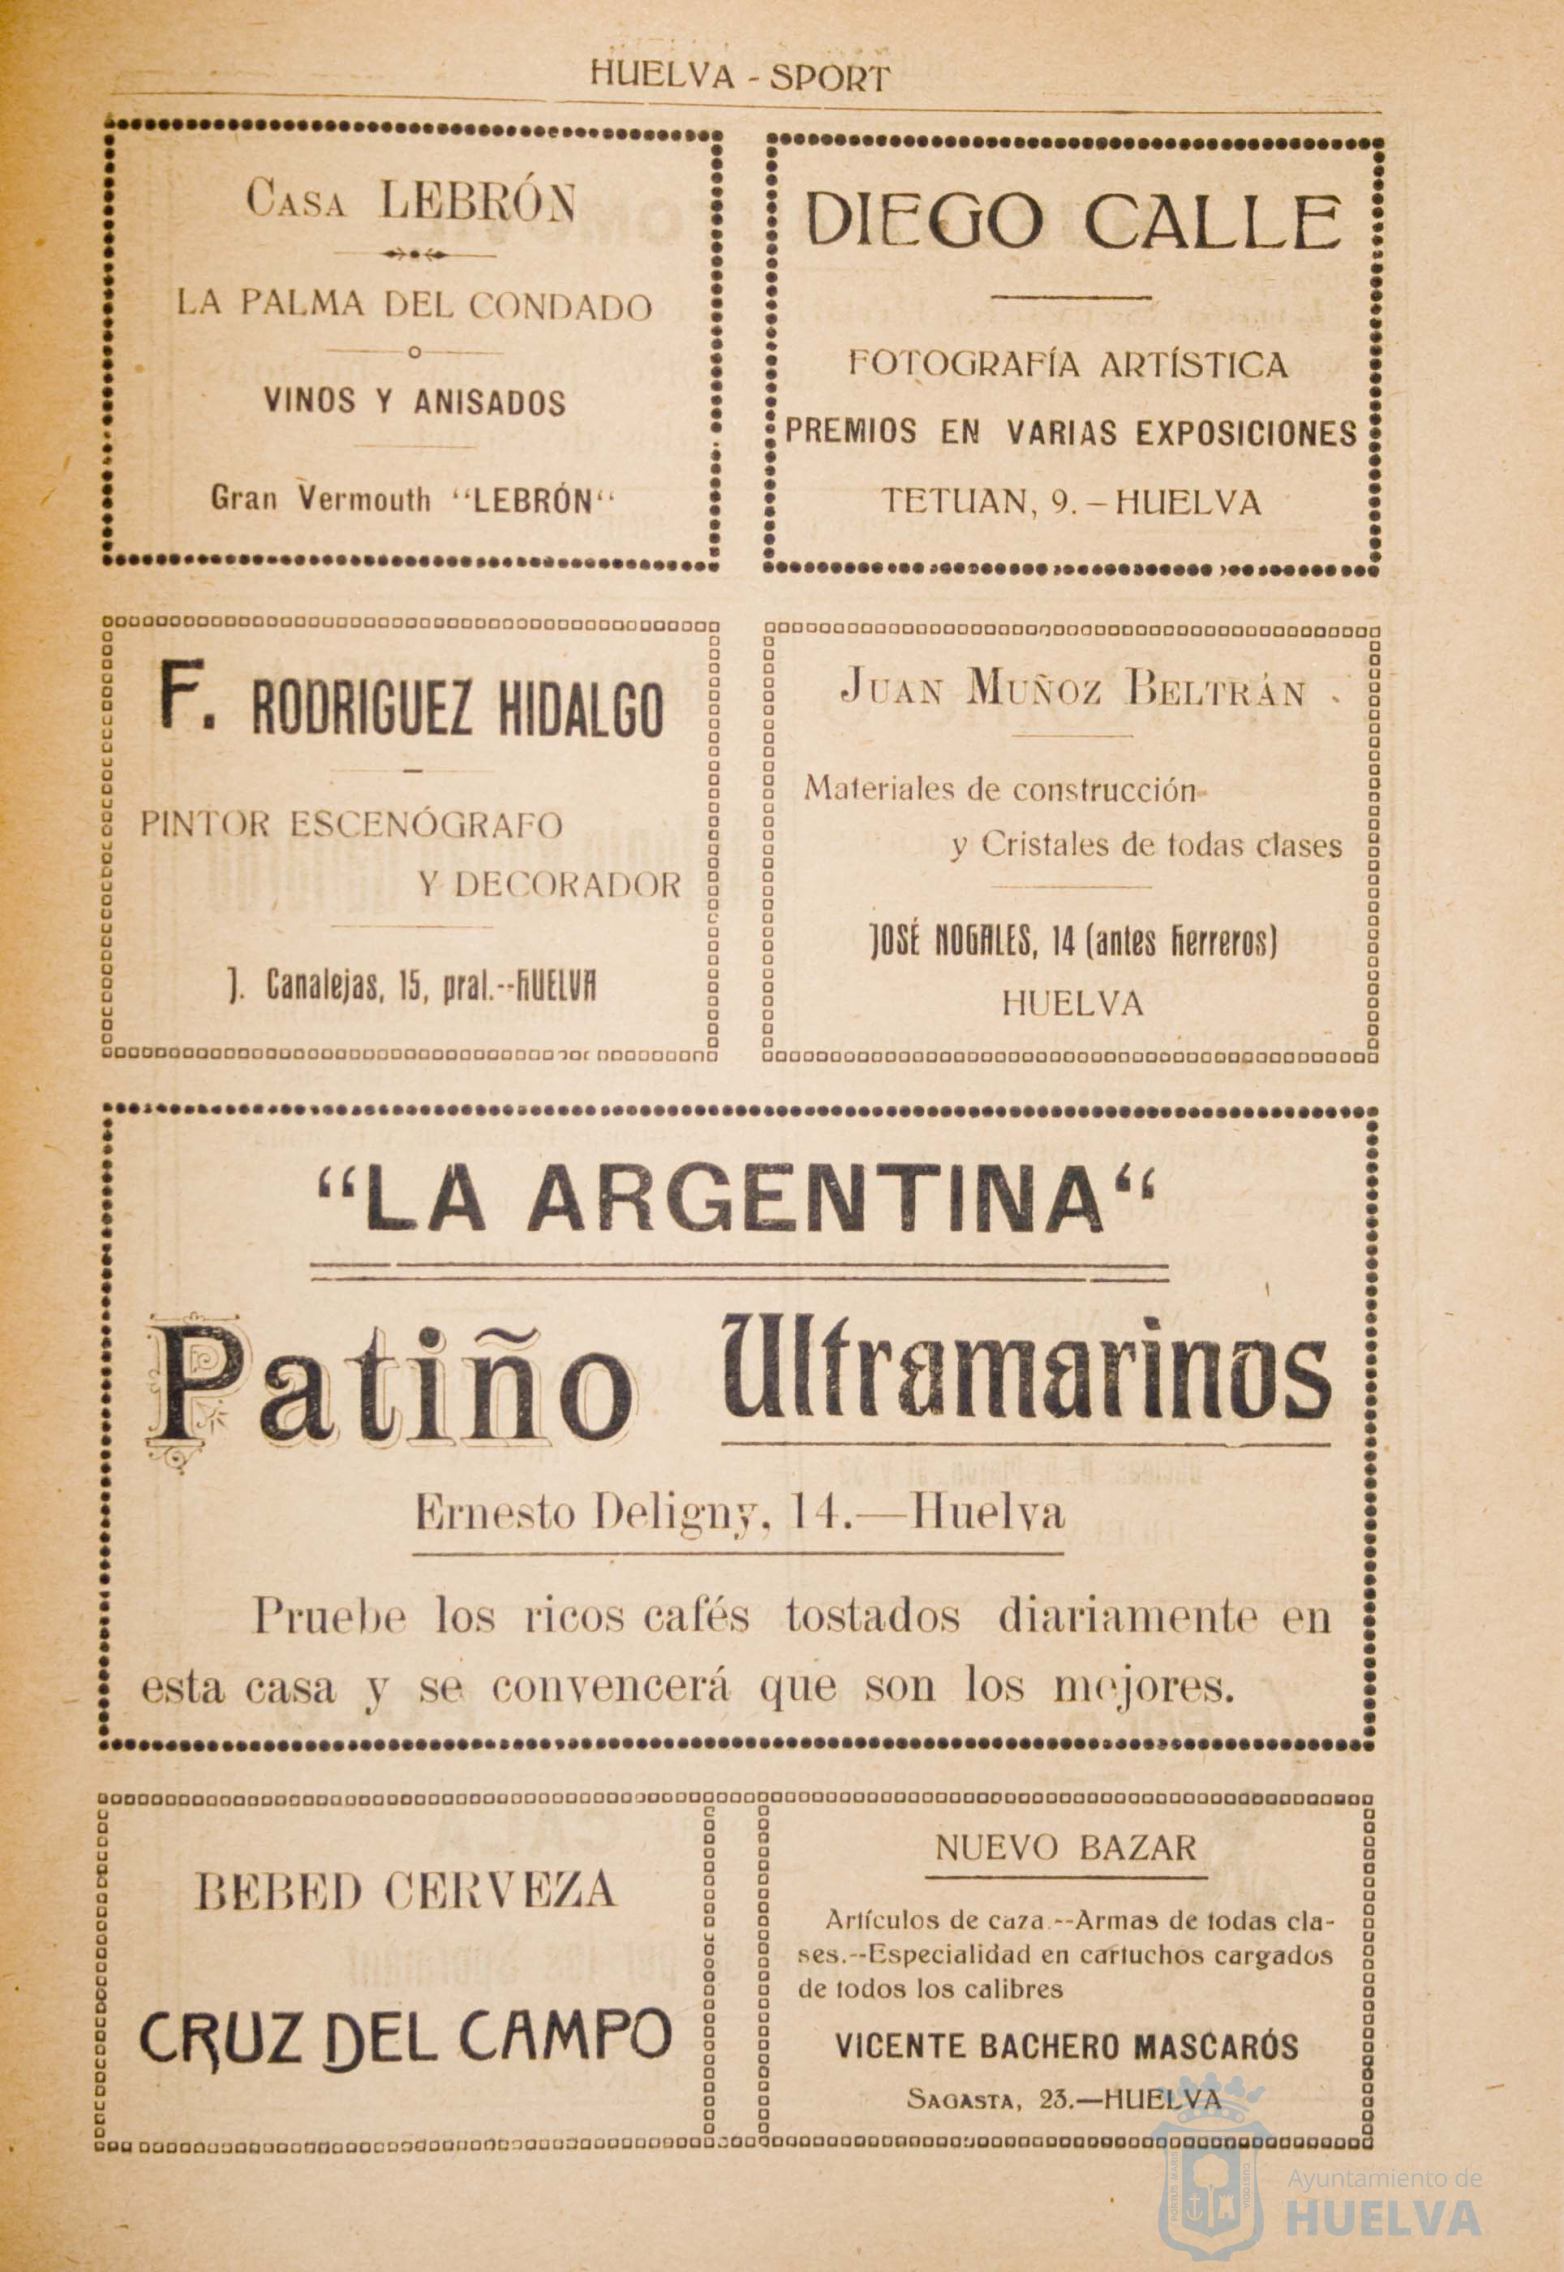 HUELVA - SPORT
CASA LEBRÓN
LA PALMA DEL CONDADO
VINOS Y ANISADOS
Gran Vermouth “LEBRÓN“
DIEGO CALLE
FOTOGRAFÍA ARTÍSTICA
PREMIOS EN VARIAS EXPOSICIONES
TETUAN, 9. – HUELVA
F. RODRIGUEZ HIDALGO
PINTOR ESCENÓGRAFO
Y DECORADOR
J. Canalejas, 15, pral.--HUELVA
JUAN MUÑOZ BELTRÁN
Materiales de construcción
y Cristales de todas clases
JOSÉ NOGALES, 14 (antes Herreros)
HUELVA
“LA ARGENTINA“
Patiño Ultramarinos
Ernesto Deligny, 14.—Huelva
Pruebe los ricos cafés tostados diariamente en
esta casa y se convencerá que son los mejores.
BEBED CERVEZA
CRUZ DEL CAMPO
NUEVO BAZAR
Artículos de caza.--Armas de todas cla-
ses.--Especialidad en cartuchos cargados
de todos los calibres
VICENTE BACHERO MASCARÓS
SAGASTA, 23.—HUELVA
Ayuntamiento de
HUELVA